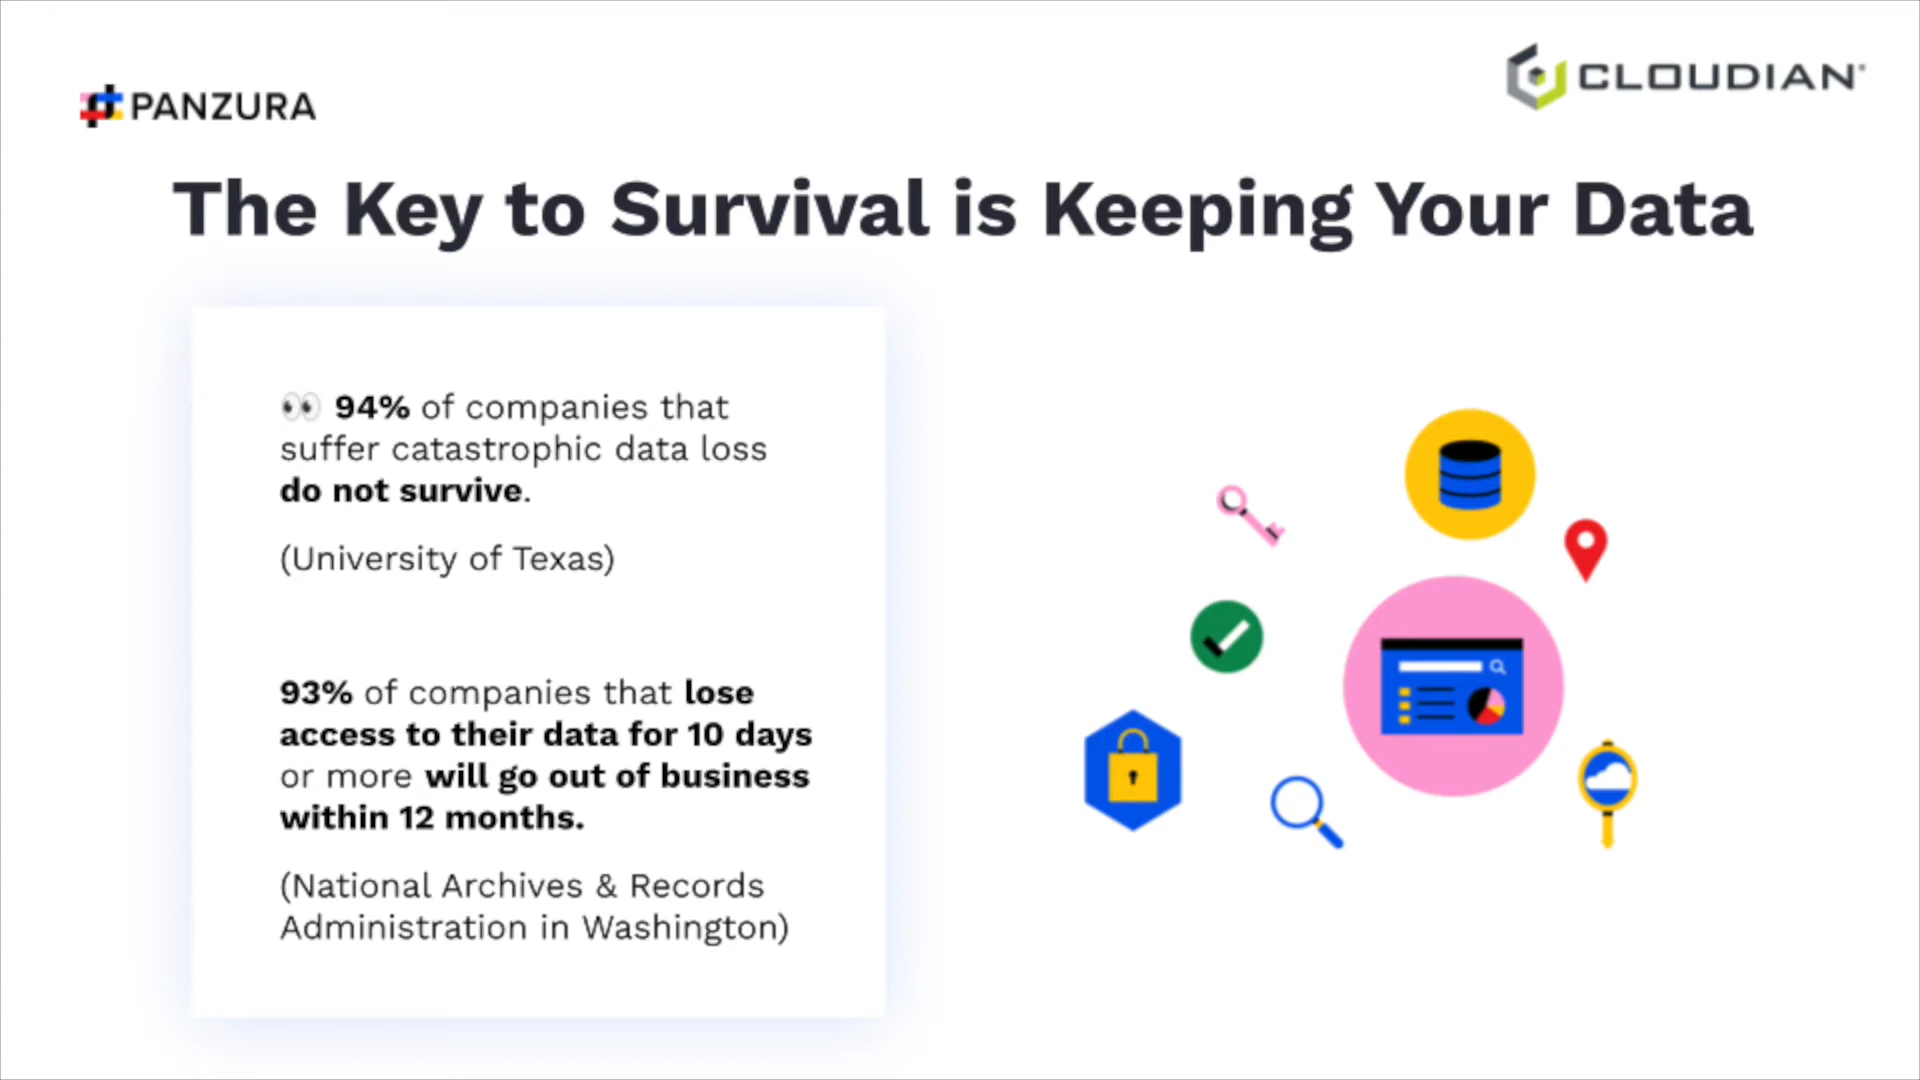 PANZURA
CLOUDIAN®
The Key to Survival is Keeping Your Data
👀 94% of companies that
suffer catastrophic data loss
do not survive.
(University of Texas)
93% of companies that lose
access to their data for 10 days
or more will go out of business
within 12 months.
(National Archives & Records
Administration in Washington)